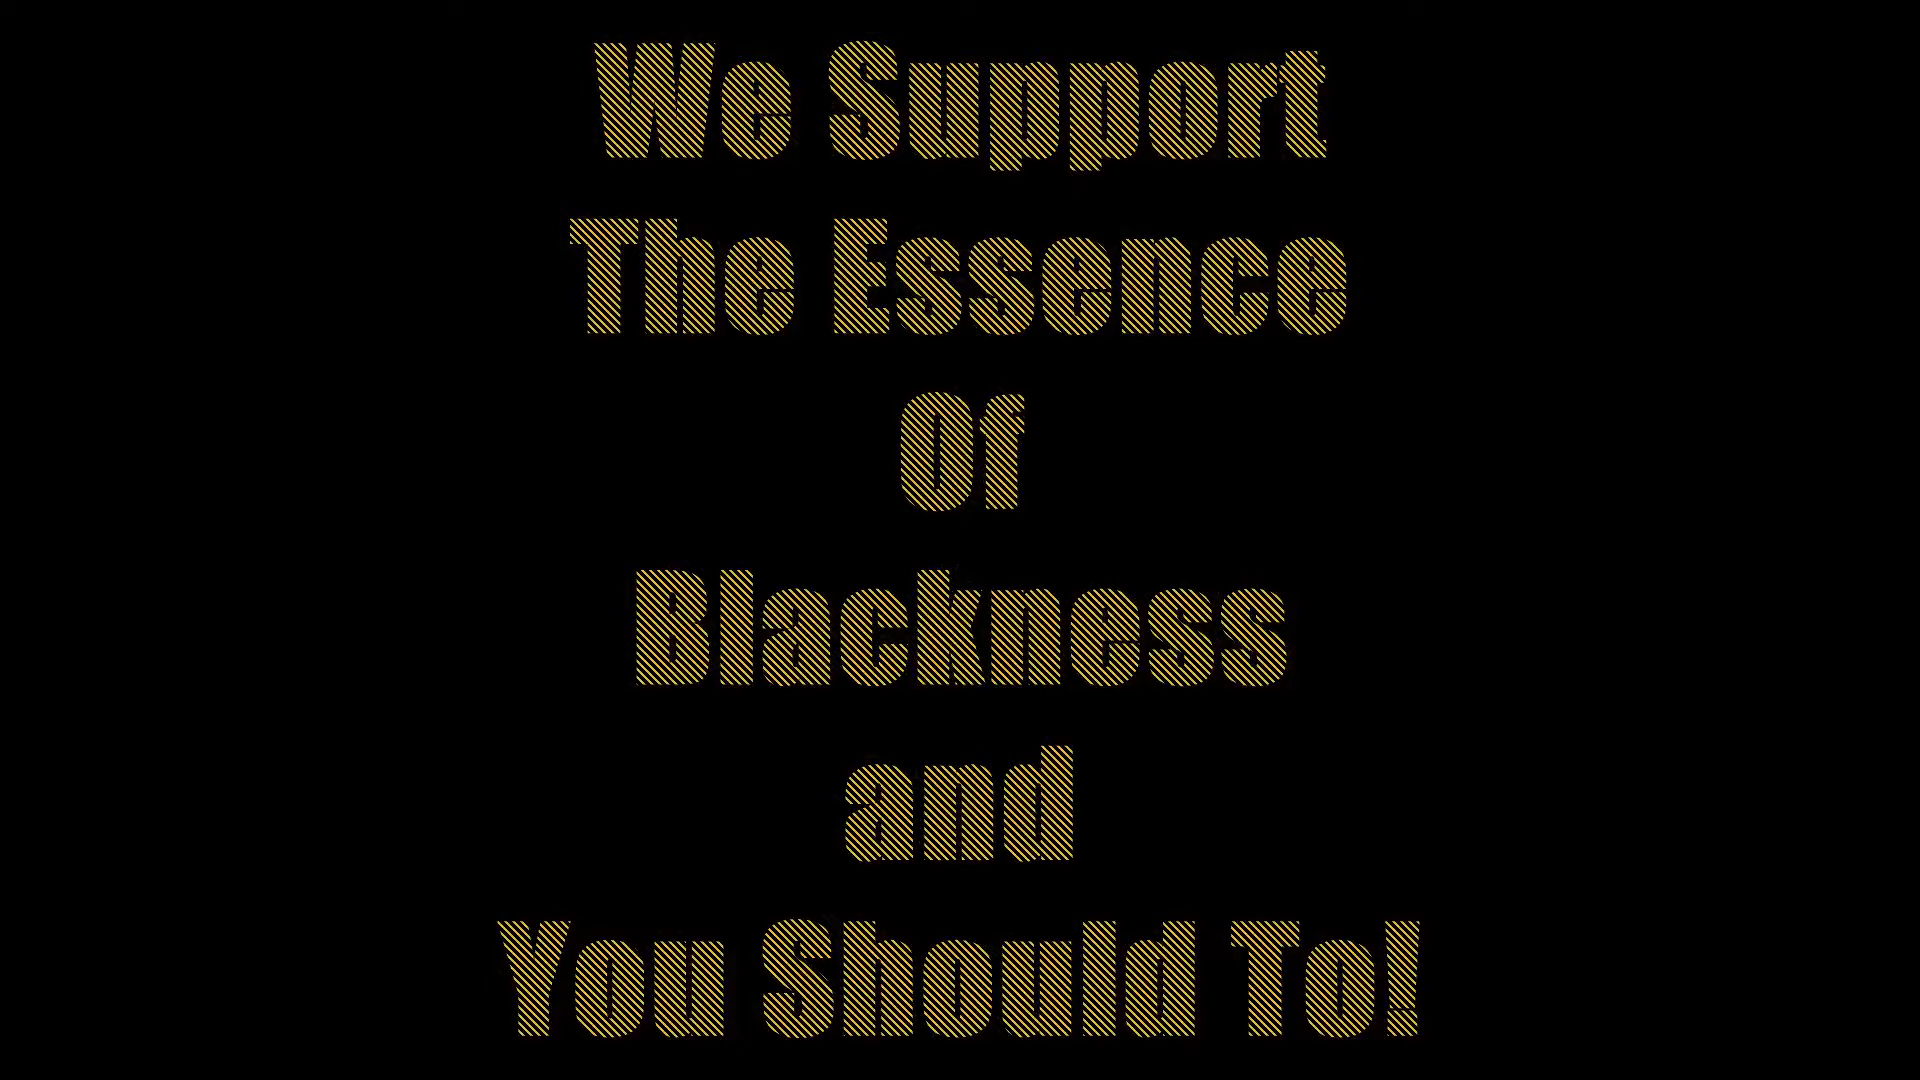 We Support
The Essence
Of
Blackness
and
You Should To!